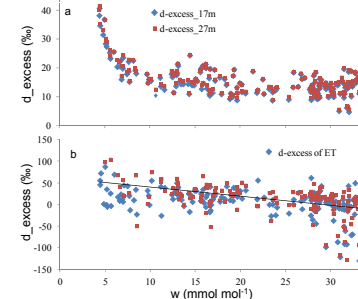 a
d-excess_17m
d-excess_27m
40
30
20
10
0
d_excess (‰)
b
d-excess of ET
150
100
50
0
-50
-100
-150
d_excess (‰)
0 5 10 15 20 25 30
w (mmol mol⁻¹)